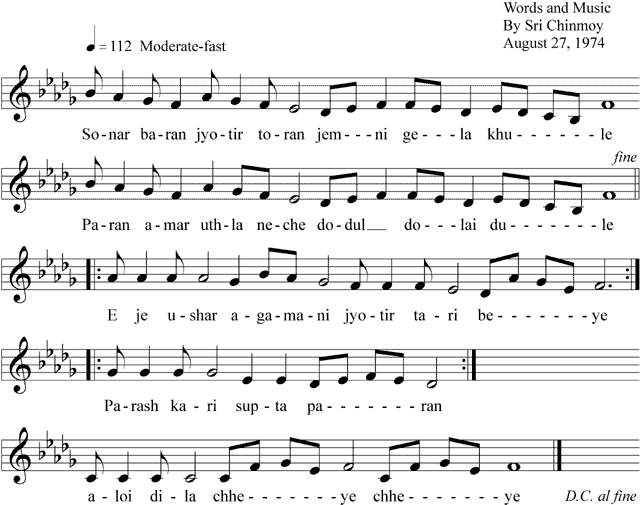 Words and Music
By Sri Chinmoy
August 27, 1974
= 112 Moderate-fast
So-nar ba-ran jyo-tir to-ran jem---ni ge---la khu------le
fine
Pa-ran a-mar uth-la ne-che do-dul__ do---lai du------le
E je u-shar a-ga-ma-ni jyo-tir ta-ri be-----ye
Pa-rash ka-ri sup-ta pa-------ran
a-loi di-la chhe------ye chhe------ye D.C. al fine